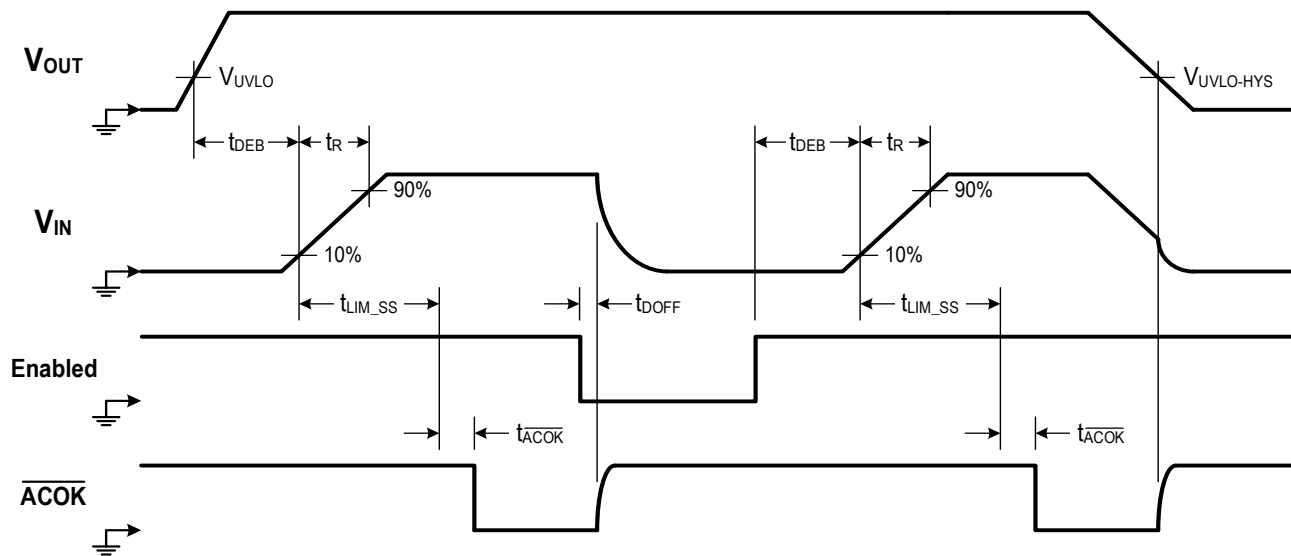 VOUT
VUVLO
VUVLO-HYS
tDEB
tR
tDEB
tR
VIN
90%
90%
10%
10%
tLIM_SS
tDOFF
tLIM_SS
Enabled
tACOK
tACOK
ACOK